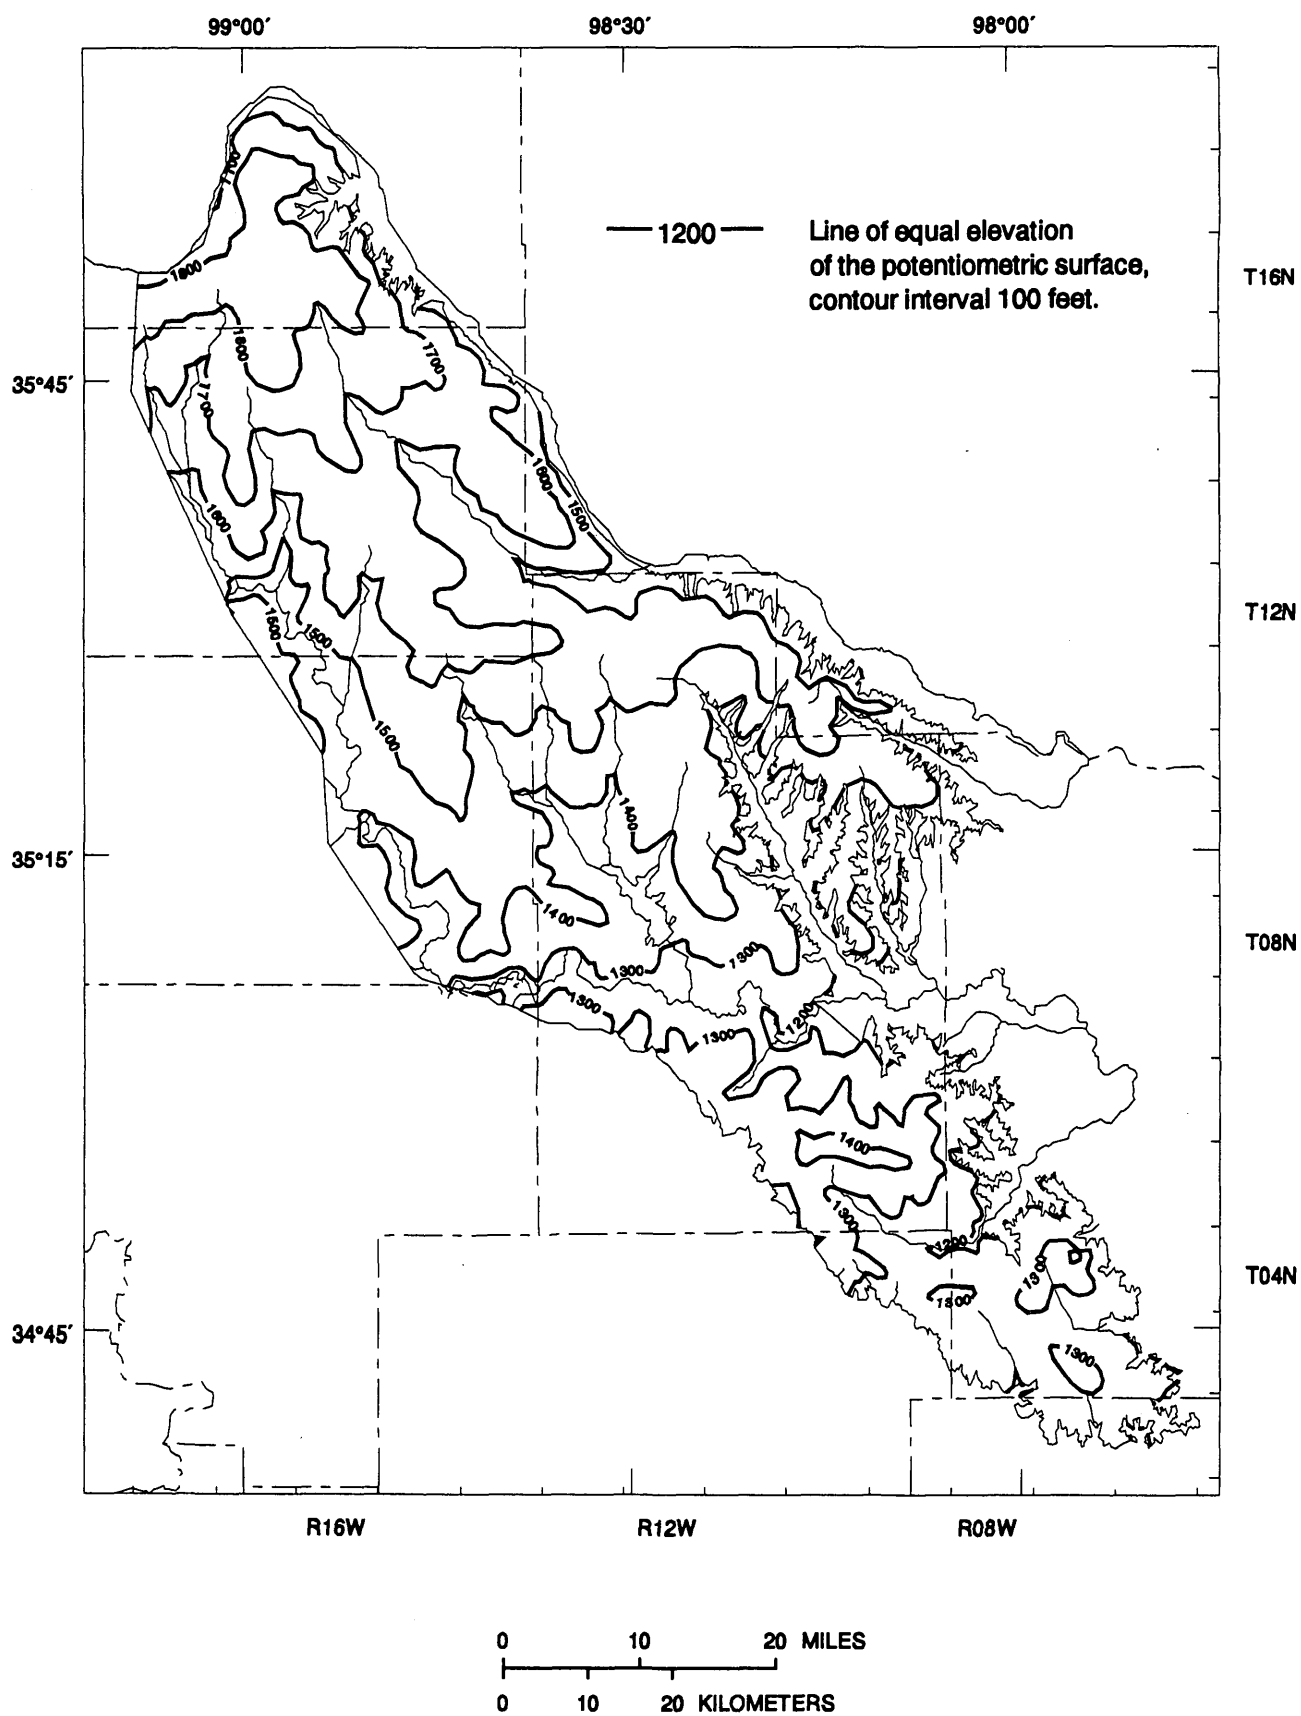 99°00′ 98°30′ 98°00′
1700
1200 Line of equal elevation
of the potentiometric surface,
contour interval 100 feet.
T16N
1800
1800
1700
35°45′
1700
1600
1500
1600
T12N
1500
1500
1500
1400
35°15′
1400
T08N
1300
1300
1300
1200
1300
1400
1300
1200
1300
T04N
1300
34°45′
1300
R16W R12W R08W
0 10 20 MILES
0 10 20 KILOMETERS